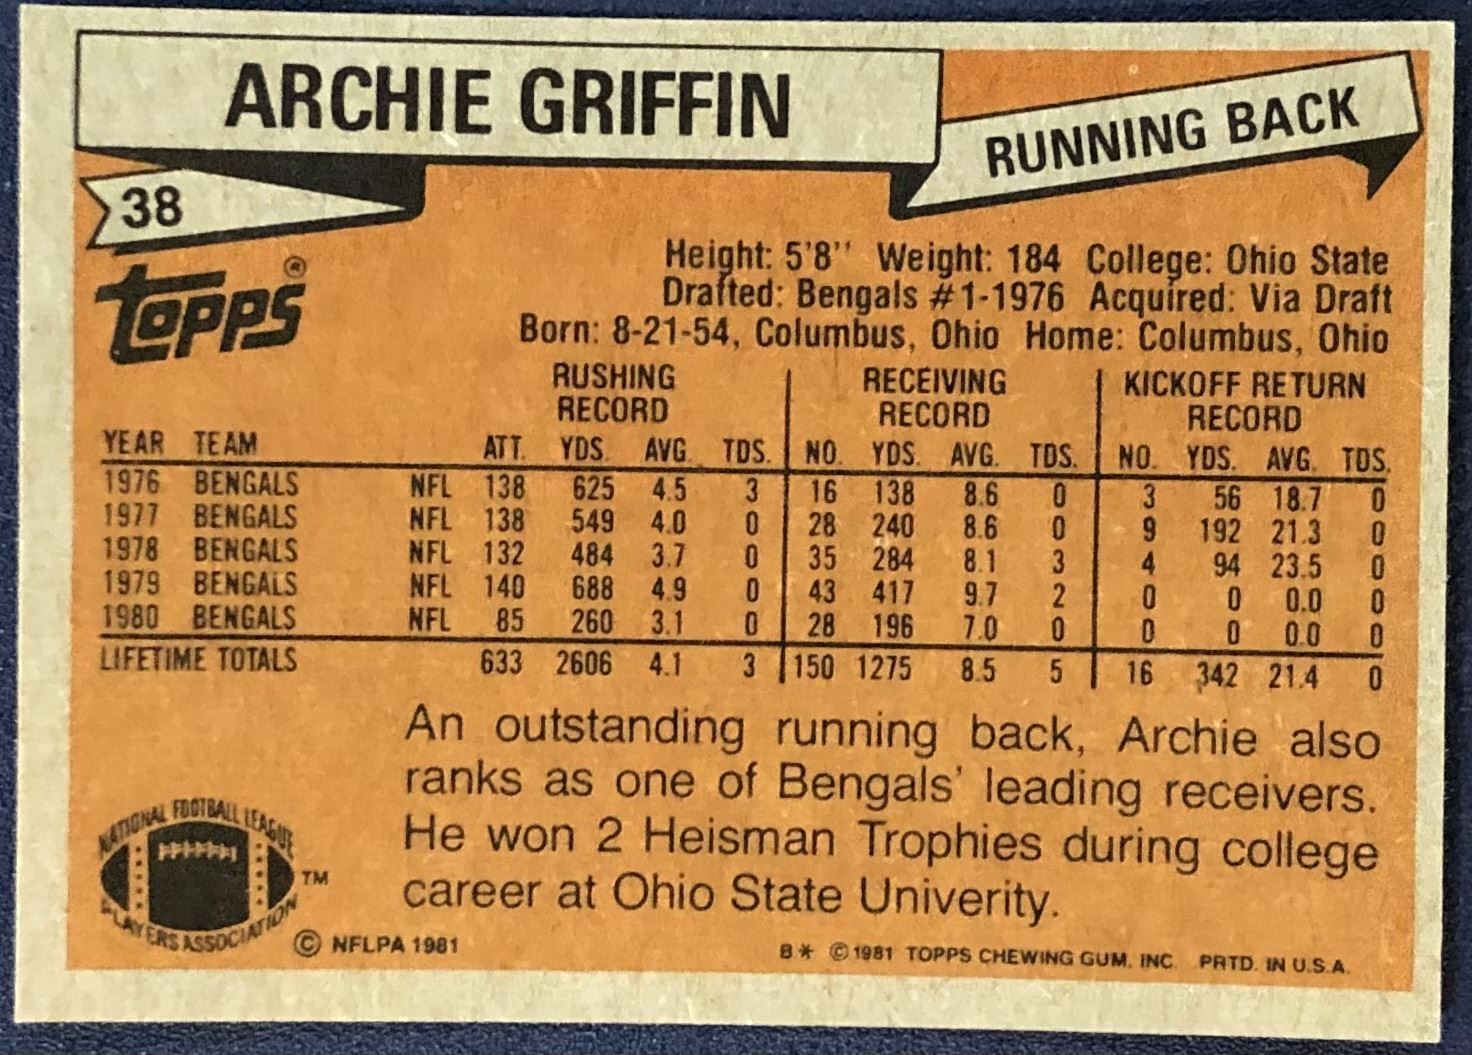 ARCHIE GRIFFIN
RUNNING BACK
38
TOPPS®
Height: 5'8'' Weight: 184 College: Ohio State
Drafted: Bengals #1-1976 Acquired: Via Draft
Born: 8-21-54, Columbus, Ohio Home: Columbus, Ohio
RUSHING RECORD RECEIVING RECORD KICKOFF RETURN RECORD
YEAR TEAM ATT. YDS. AVG. TDS. NO. YDS. AVG. TDS. NO. YDS. AVG. TDS.
1976 BENGALS NFL 138 625 4.5 3 16 138 8.6 0 3 56 18.7 0
1977 BENGALS NFL 138 549 4.0 0 28 240 8.6 0 9 192 21.3 0
1978 BENGALS NFL 132 484 3.7 0 35 284 8.1 3 4 94 23.5 0
1979 BENGALS NFL 140 688 4.9 0 43 417 9.7 2 0 0 0.0 0
1980 BENGALS NFL 85 260 3.1 0 28 196 7.0 0 0 0 0.0 0
LIFETIME TOTALS 633 2606 4.1 3 150 1275 8.5 5 16 342 21.4 0
An outstanding running back, Archie also
ranks as one of Bengals' leading receivers.
He won 2 Heisman Trophies during college
career at Ohio State Univerity.
NATIONAL FOOTBALL LEAGUE
PLAYERS ASSOCIATION
TM
© NFLPA 1981
B* © 1981 TOPPS CHEWING GUM, INC. PRTD. IN U.S.A.